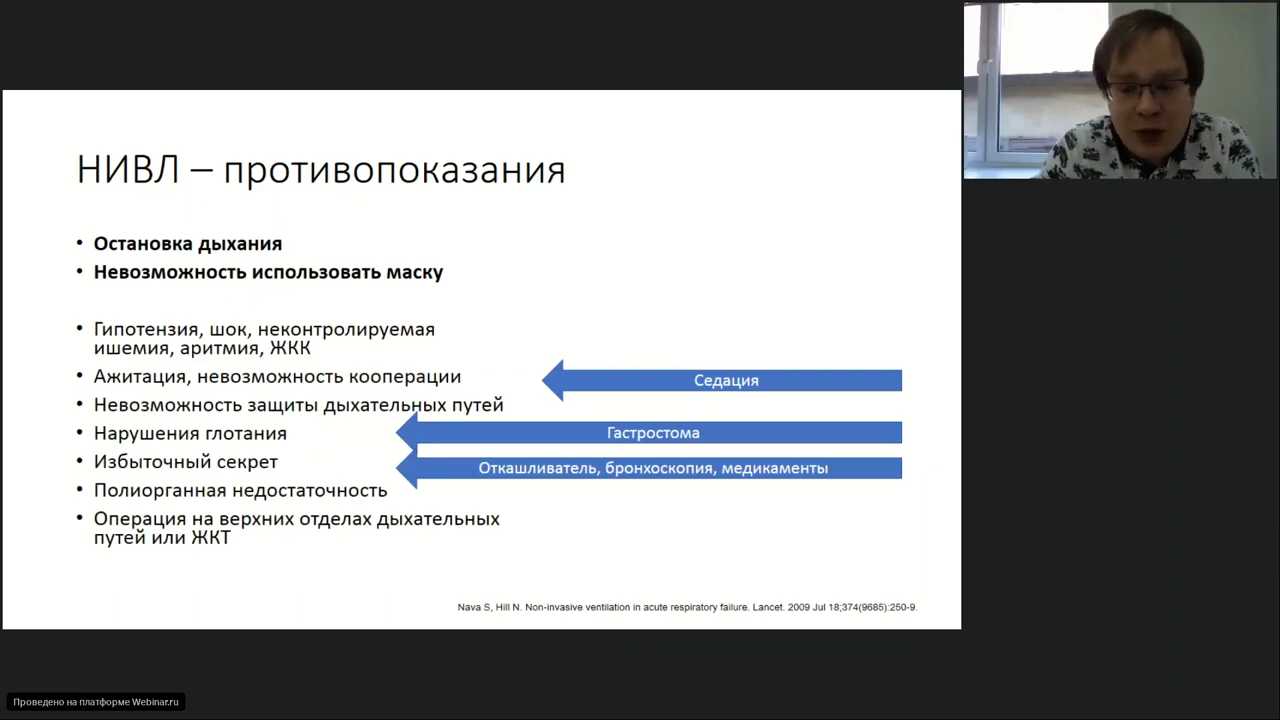 НИВЛ – противопоказания
• Остановка дыхания
• Невозможность использовать маску
• Гипотензия, шок, неконтролируемая
ишемия, аритмия, ЖКК
• Ажитация, невозможность кооперации
Седация
• Невозможность защиты дыхательных путей
• Нарушения глотания
Гастростома
• Избыточный секрет
Откашливатель, бронхоскопия, медикаменты
• Полиорганная недостаточность
• Операция на верхних отделах дыхательных
путей или ЖКТ
Nava S, Hill N. Non-invasive ventilation in acute respiratory failure. Lancet. 2009 Jul 18;374(9685):250-9.
Проведено на платформе Webinar.ru